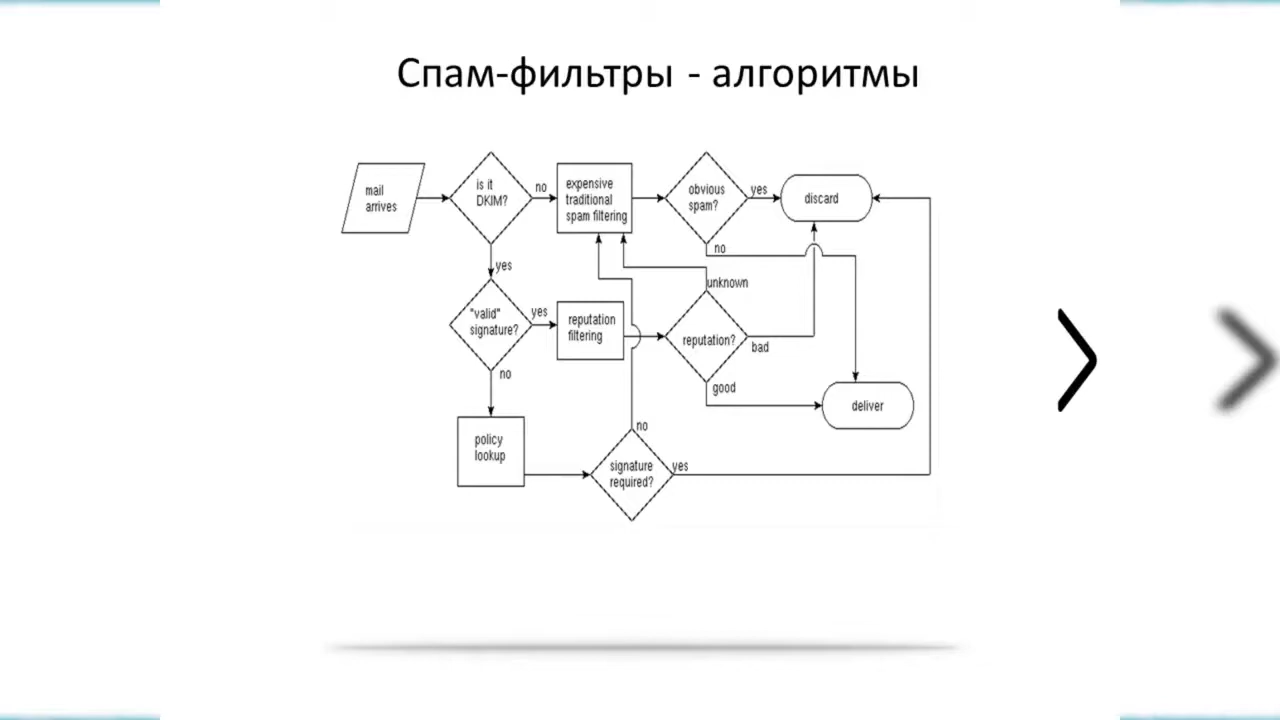 Спам-фильтры - алгоритмы
mail
arrives
is it
DKIM?
no
expensive
traditional
spam filtering
obvious
spam?
yes
discard
no
yes
unknown
"valid"
signature?
yes
reputation
filtering
reputation?
bad
no
good
deliver
policy
lookup
no
signature
required?
yes